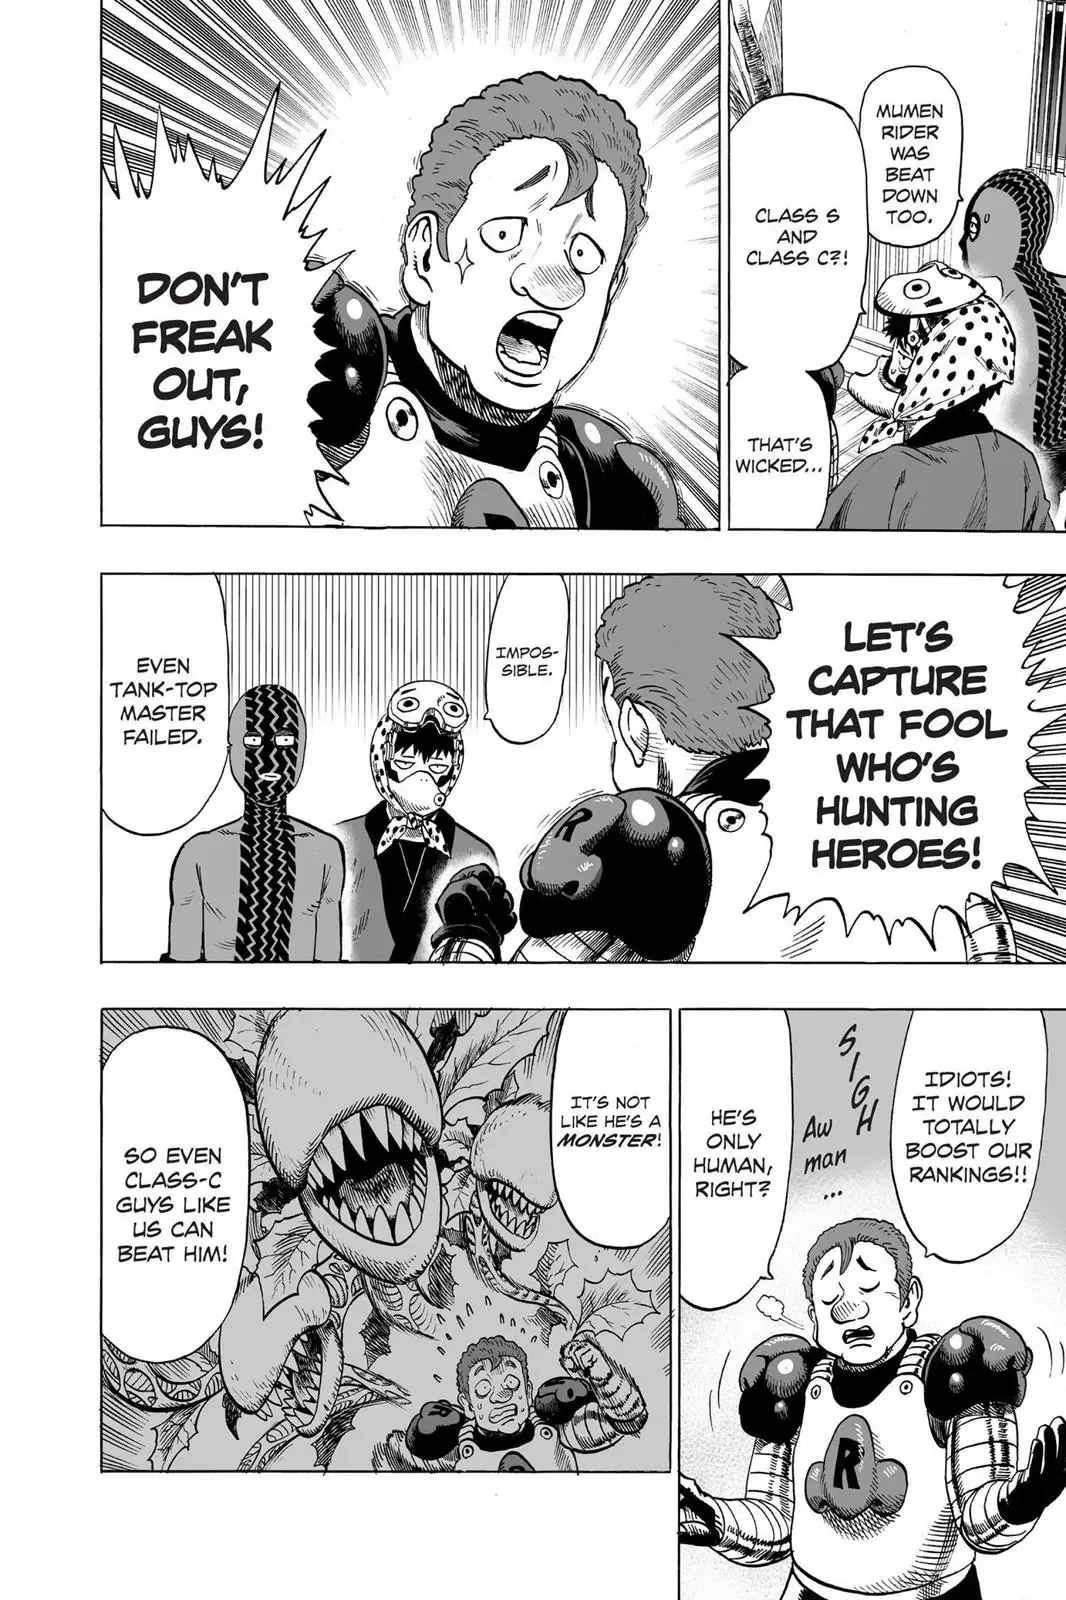 MUMEN
RIDER
WAS
BEAT
DOWN
TOO.
CLASS S
AND
CLASS C?!
THAT'S
WICKED...
DON'T
FREAK
OUT,
GUYS!
R
LET'S
CAPTURE
THAT FOOL
WHO'S
HUNTING
HEROES!
IMPOS-
SIBLE.
R
EVEN
TANK-TOP
MASTER
FAILED.
IDIOTS!
IT WOULD
TOTALLY
BOOST OUR
RANKINGS!!
SIGH
Aw
man
...
HE'S
ONLY
HUMAN,
RIGHT?
R
IT'S NOT
LIKE HE'S A
MONSTER!
SO EVEN
CLASS-C
GUYS LIKE
US CAN
BEAT HIM!